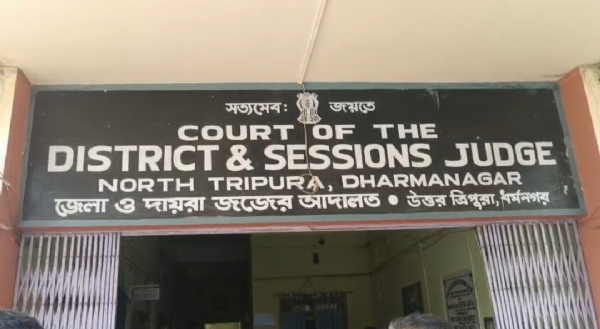 সত্যমেবঃ জয়তে
COURT OF THE
DISTRICT & SESSIONS JUDGE
NORTH TRIPURA, DHARMANAGAR
জেলা ও দায়রা জজের আদালত • উত্তর ত্রিপুরা, ধর্মনগর